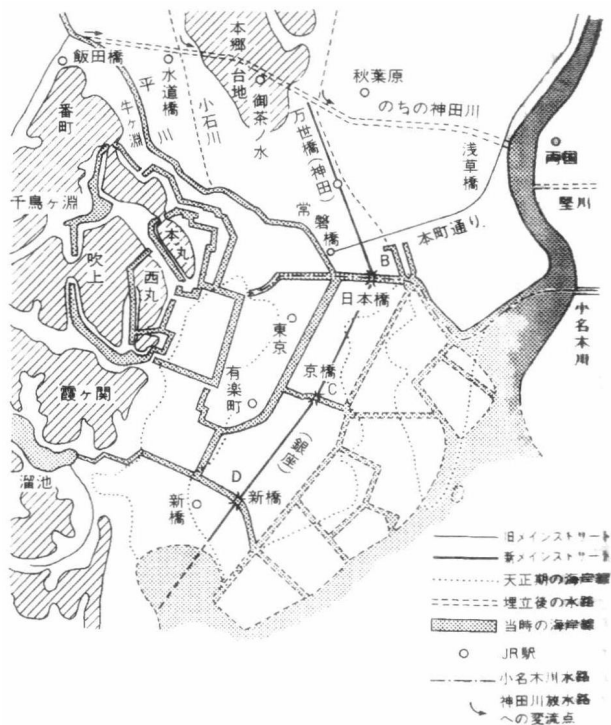 飯田橋
水道橋
平川
牛ヶ淵
小石川
本郷台地
御茶ノ水
秋葉原
のちの神田川
番町
万世橋(神田)
浅草橋
両国
竪川
千鳥ヶ淵
常磐橋
本町通り
本丸
吹上
西丸
B
日本橋
小名木川
東京
有楽町
京橋
C
霞ヶ関
(銀座)
D
新橋
新橋
溜池
旧メインストリート
新メインストリート
天正期の海岸線
埋立後の水路
当時の海岸線
JR駅
小名木川水路
神田川放水路
への変流点